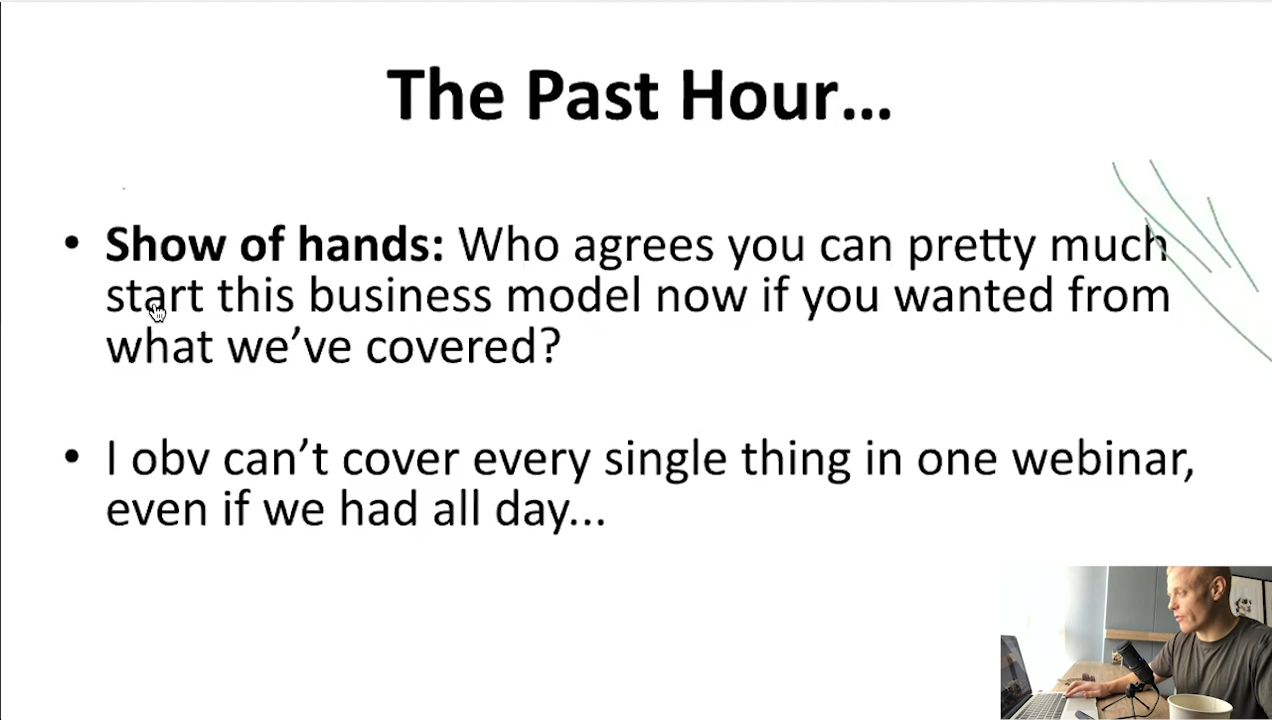 The Past Hour...
• Show of hands: Who agrees you can pretty much
start this business model now if you wanted from
what we’ve covered?
• I obv can’t cover every single thing in one webinar,
even if we had all day...